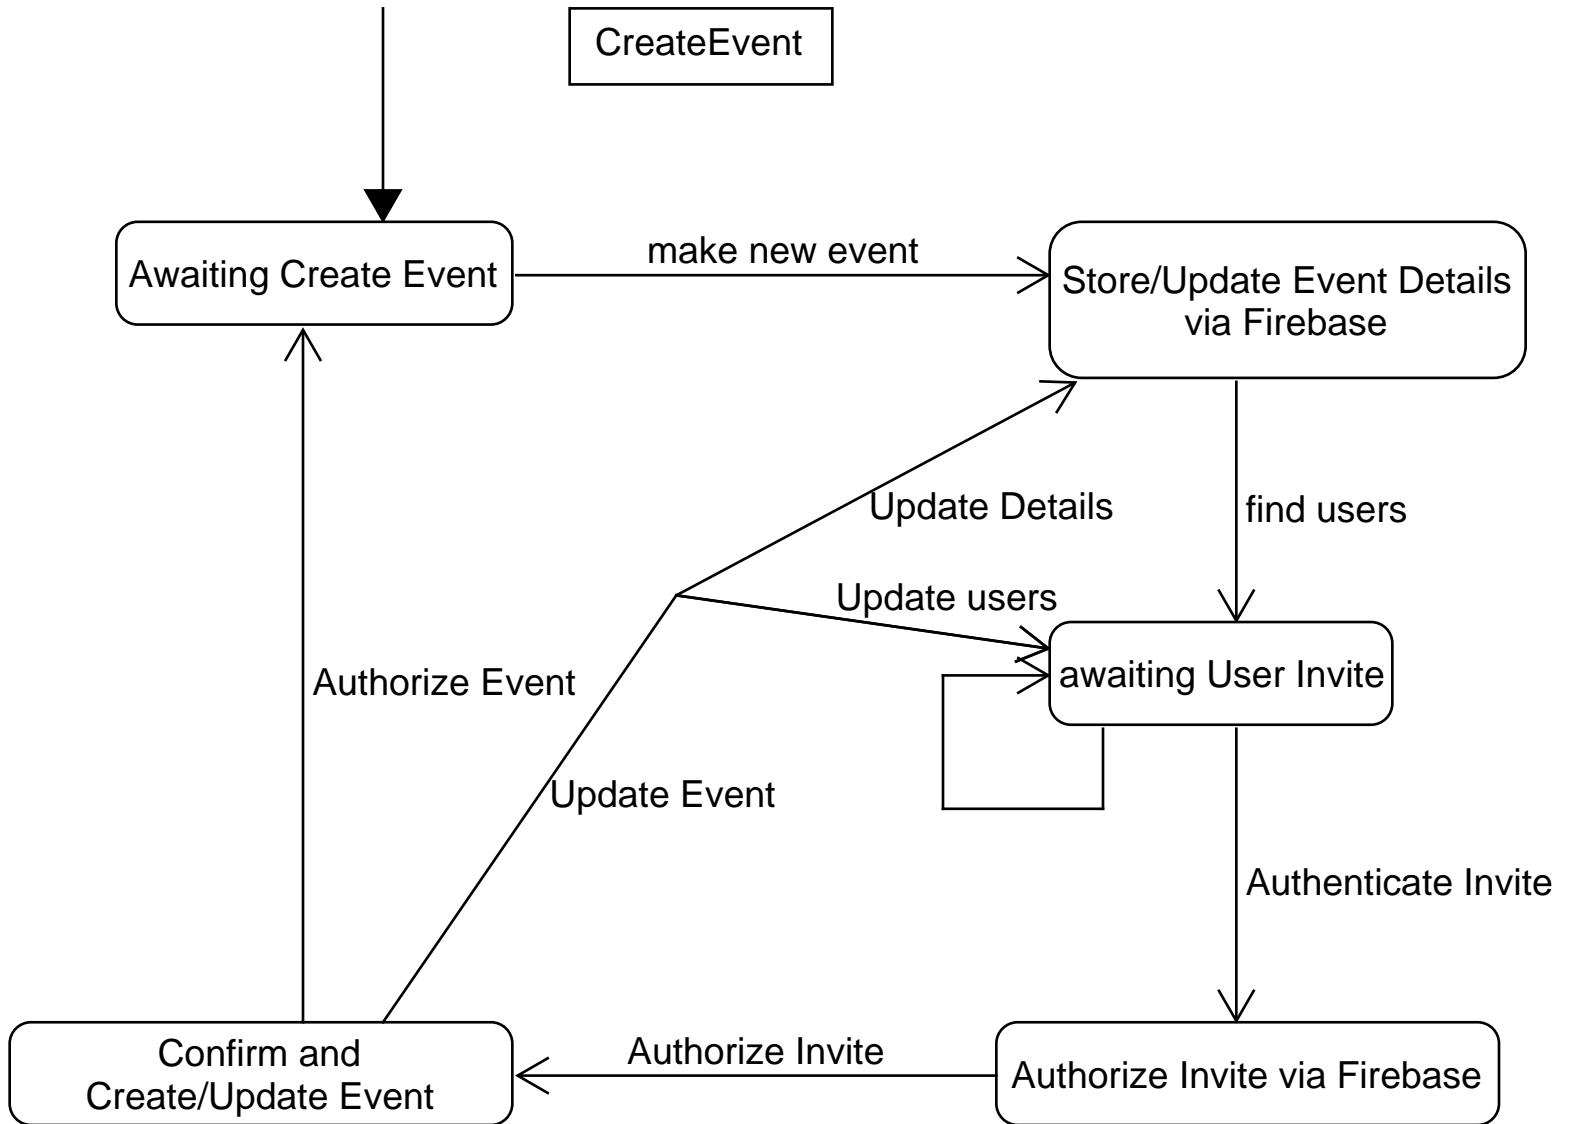 CreateEvent
Awaiting Create Event
make new event
Store/Update Event Details
via Firebase
Update Details
find users
Update users
awaiting User Invite
Authorize Event
Update Event
Authenticate Invite
Confirm and
Create/Update Event
Authorize Invite
Authorize Invite via Firebase